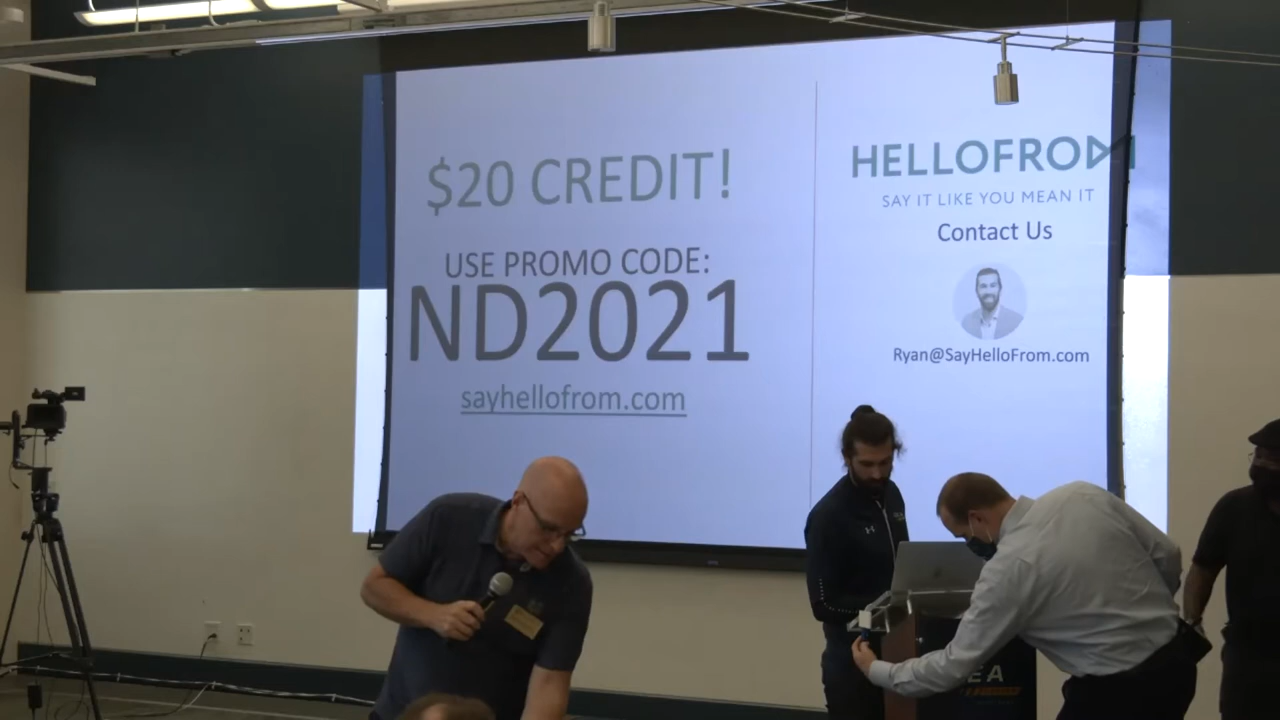 $20 CREDIT!
USE PROMO CODE:
ND2021
sayhellofrom.com
HELLOFROM
SAY IT LIKE YOU MEAN IT
Contact Us
Ryan@SayHelloFrom.com
EA